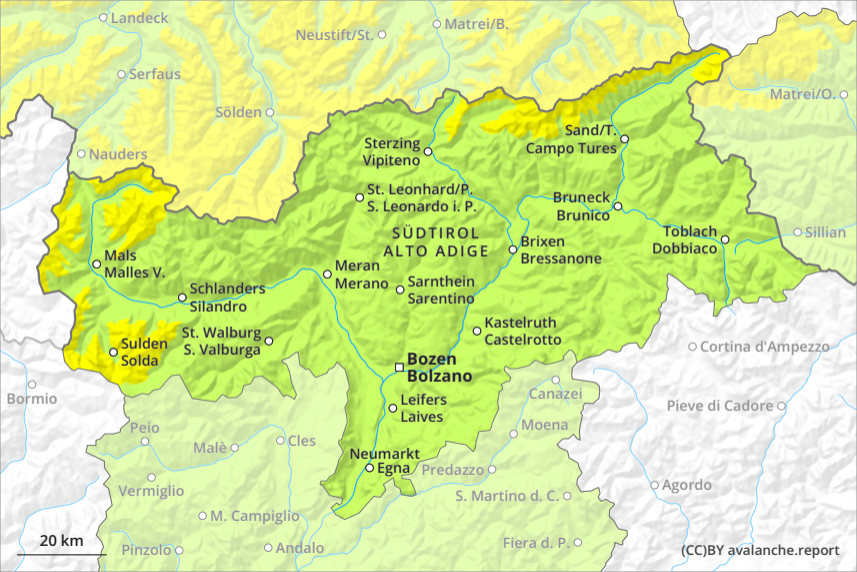 Landeck
Matrei/B.
Neustift/St.
Serfaus
Matrei/O.
Sölden
Sand/T.
Campo Tures
Sterzing
Vipiteno
Nauders
St. Leonhard/P.
S. Leonardo i. P.
Bruneck
Brunico
SÜDTIROL
ALTO ADIGE
Toblach
Dobbiaco
Sillian
Brixen
Bressanone
Mals
Malles V.
Meran
Merano
Sarnthein
Sarentino
Schlanders
Silandro
Kastelruth
Castelrotto
St. Walburg
S. Valburga
Sulden
Solda
Cortina d'Ampezzo
Bozen
Bolzano
Bormio
Canazei
Leifers
Laives
Pieve di Cadore
Peio
Moena
Malè
Cles
Neumarkt
Egna
Predazzo
Vermiglio
Agordo
S. Martino d. C.
M. Campiglio
20 km
Pinzolo
Andalo
Fiera d. P.
(CC)BY avalanche.report